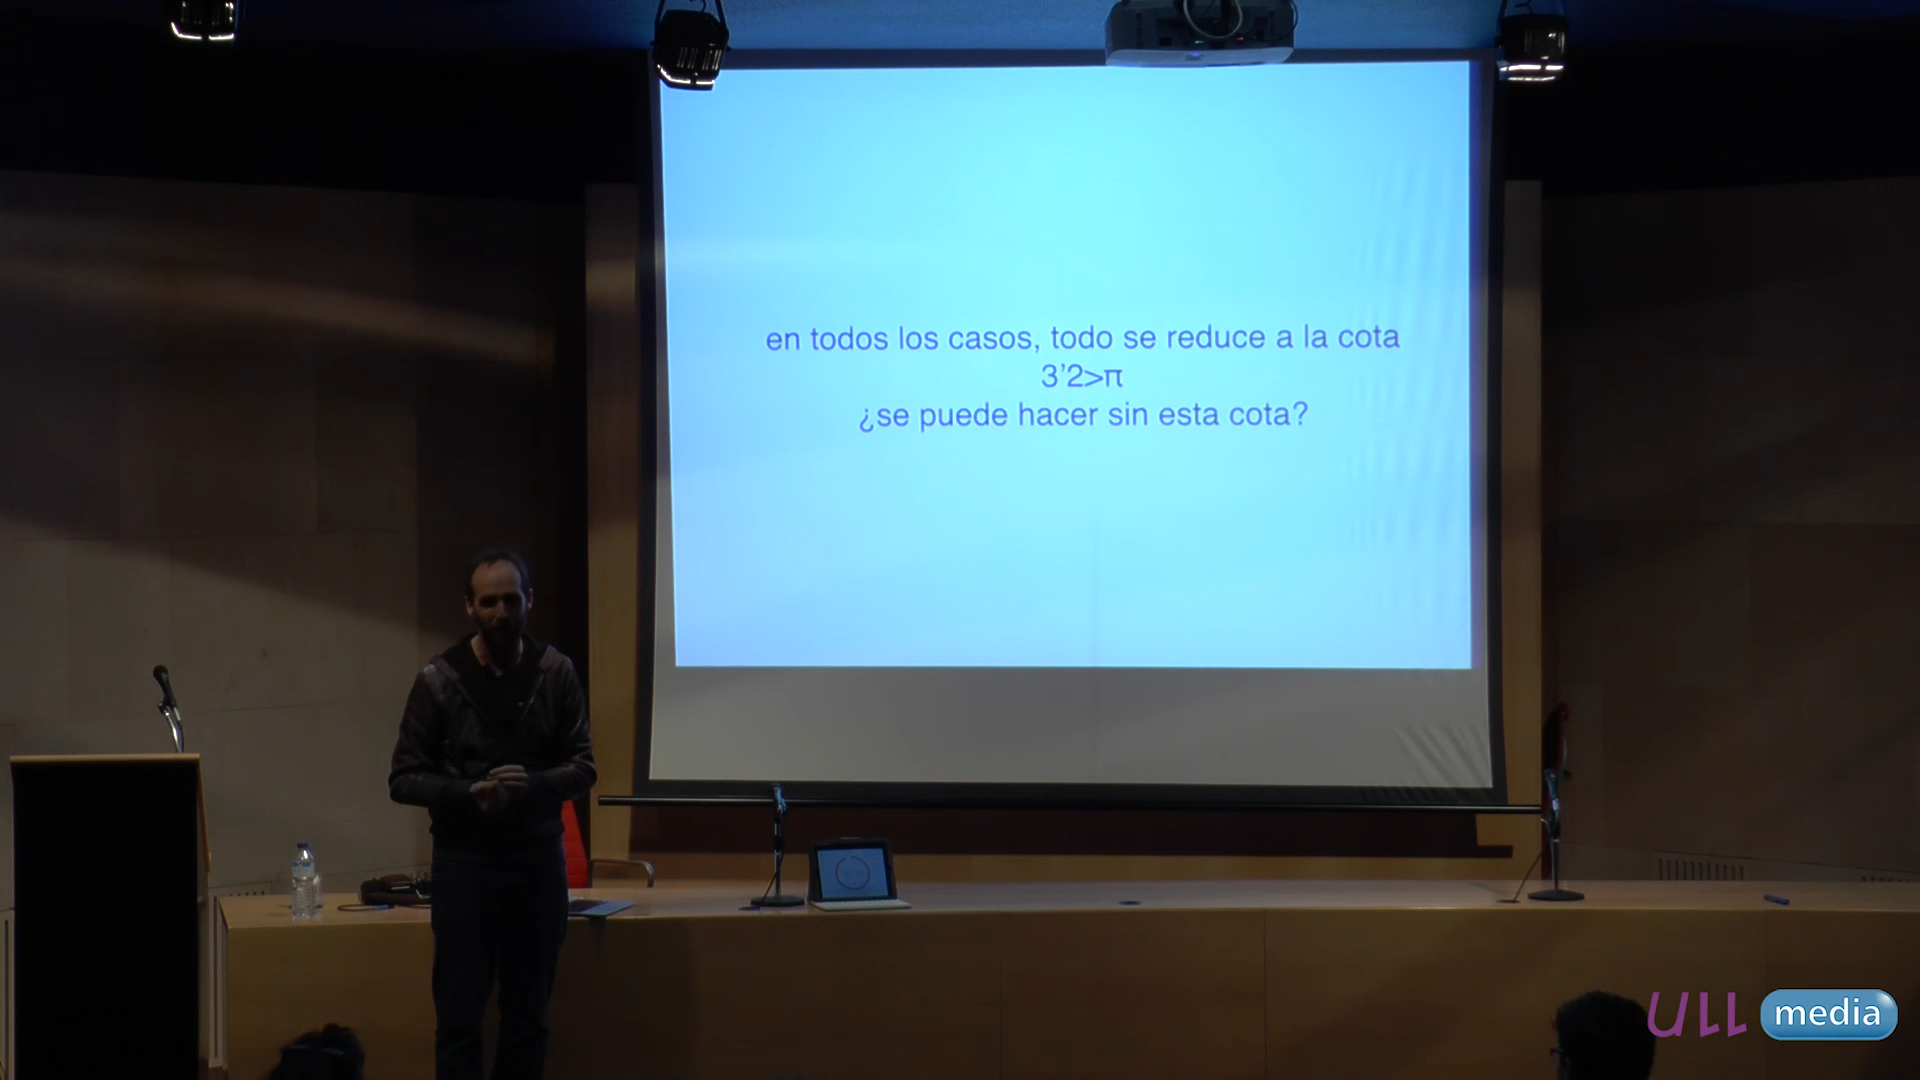 en todos los casos, todo se reduce a la cota
3’2>π
¿se puede hacer sin esta cota?
ULL media